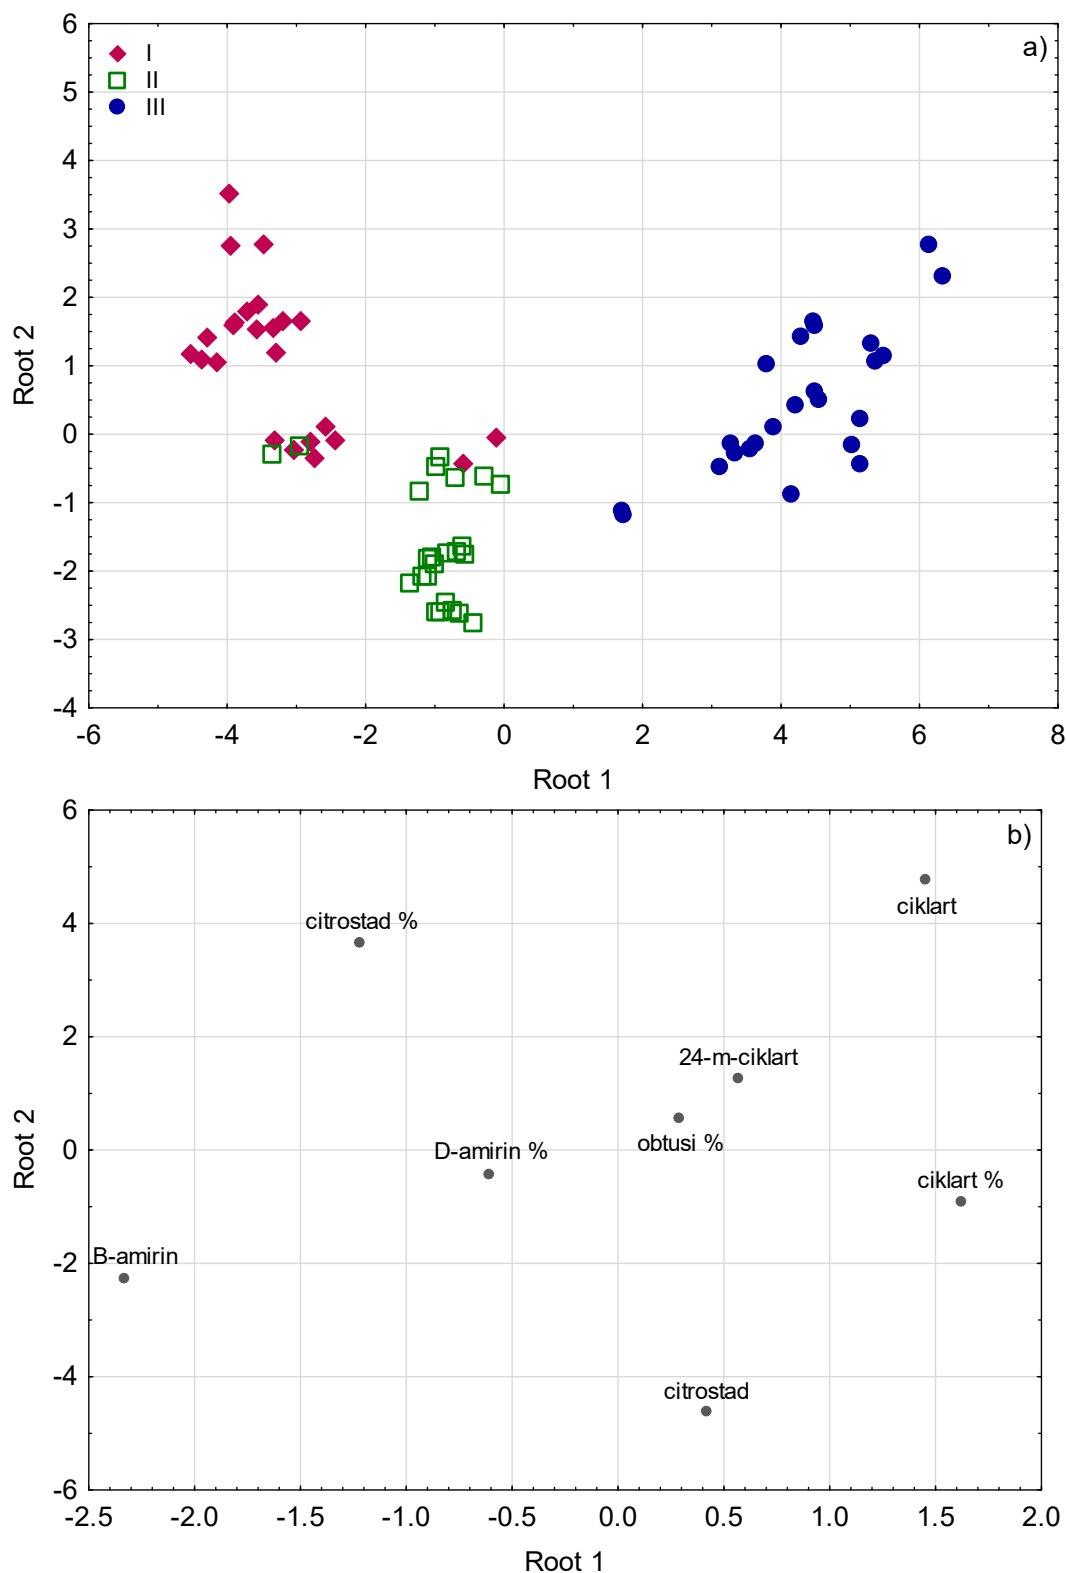 a)
I
II
III
6
5
4
3
2
1
0
-1
-2
-3
-4
Root 2
-6 -4 -2 0 2 4 6 8
Root 1
b)
6
4
2
0
-2
-4
-6
Root 2
ciklart
citrostad %
24-m-ciklart
obtusi %
D-amirin %
ciklart %
B-amirin
citrostad
-2.5 -2.0 -1.5 -1.0 -0.5 0.0 0.5 1.0 1.5 2.0
Root 1